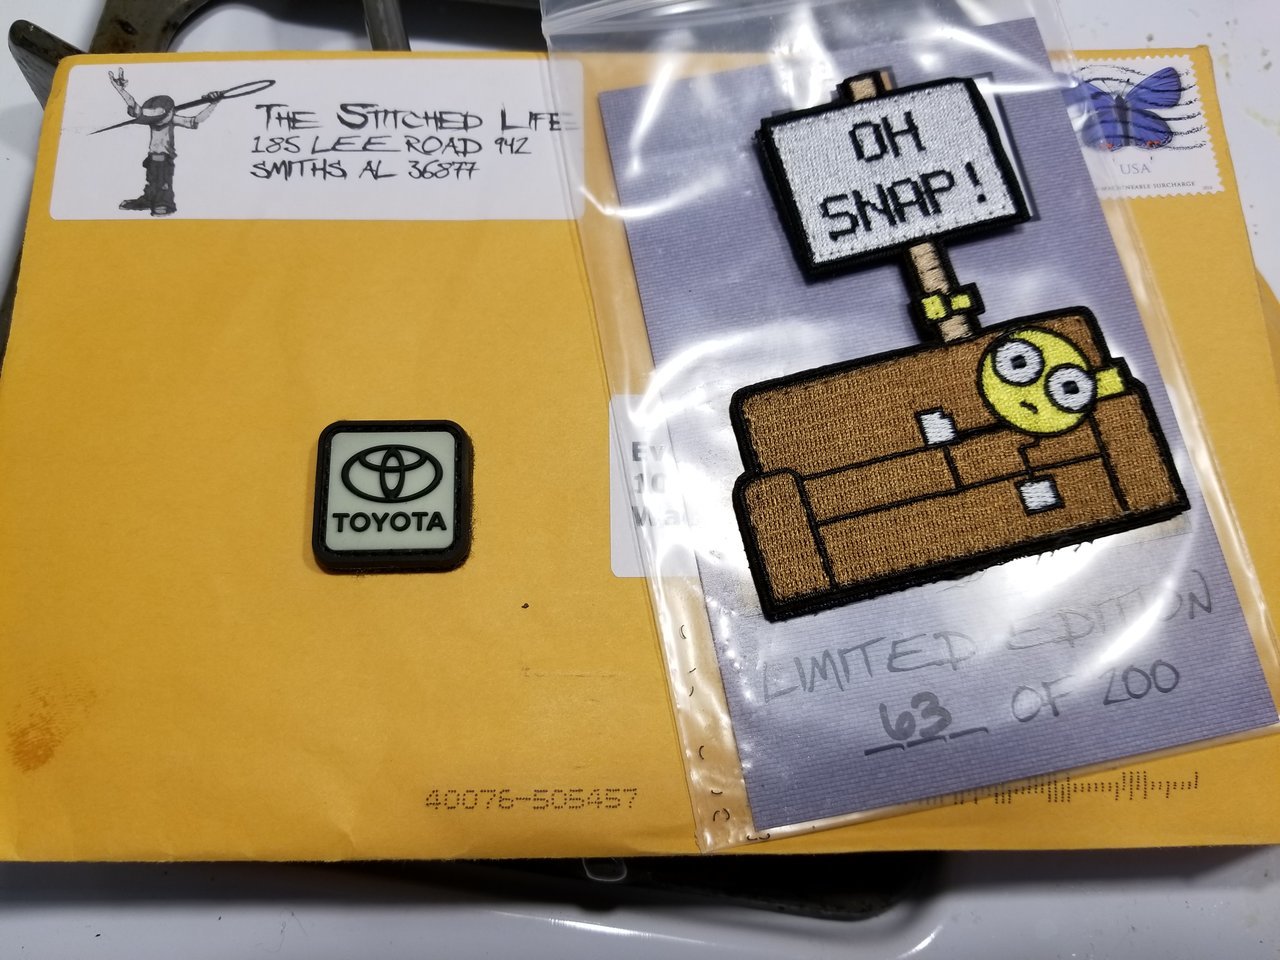 THE STITCHED LIFE
185 LEE ROAD 942
SMITHS AL 36877
OH
SNAP!
USA
TOYOTA
LIMITED EDITION
63 OF 200
40076-505457